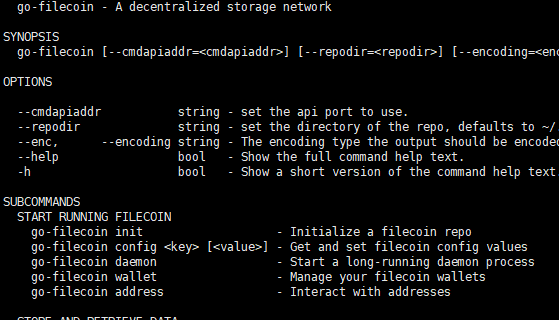 go-filecoin - A decentralized storage network
SYNOPSIS
go-filecoin [--cmdapiaddr=<cmdapiaddr>] [--repodir=<repodir>] [--encoding=<enc
OPTIONS
--cmdapiaddr string - set the api port to use.
--repodir string - set the directory of the repo, defaults to ~/.
--enc, --encoding string - The encoding type the output should be encoded
--help bool - Show the full command help text.
-h bool - Show a short version of the command help text
SUBCOMMANDS
START RUNNING FILECOIN
go-filecoin init - Initialize a filecoin repo
go-filecoin config <key> [<value>] - Get and set filecoin config values
go-filecoin daemon - Start a long-running daemon process
go-filecoin wallet - Manage your filecoin wallets
go-filecoin address - Interact with addresses
STORE AND RETRIEVE DATA